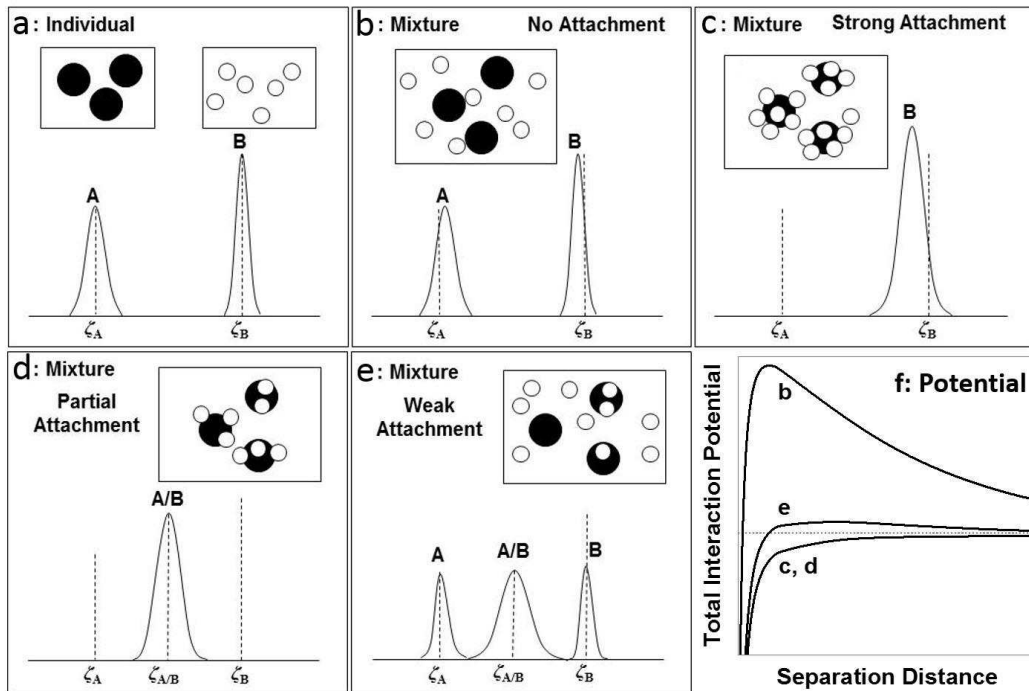 a: Individual
A
B
ζA
ζB
b: Mixture No Attachment
A
B
ζA
ζB
c: Mixture Strong Attachment
B
ζA
ζB
d: Mixture
Partial
Attachment
A/B
ζA
ζA/B
ζB
e: Mixture
Weak
Attachment
A
A/B
B
ζA
ζA/B
ζB
f: Potential
b
e
c, d
Total Interaction Potential
Separation Distance